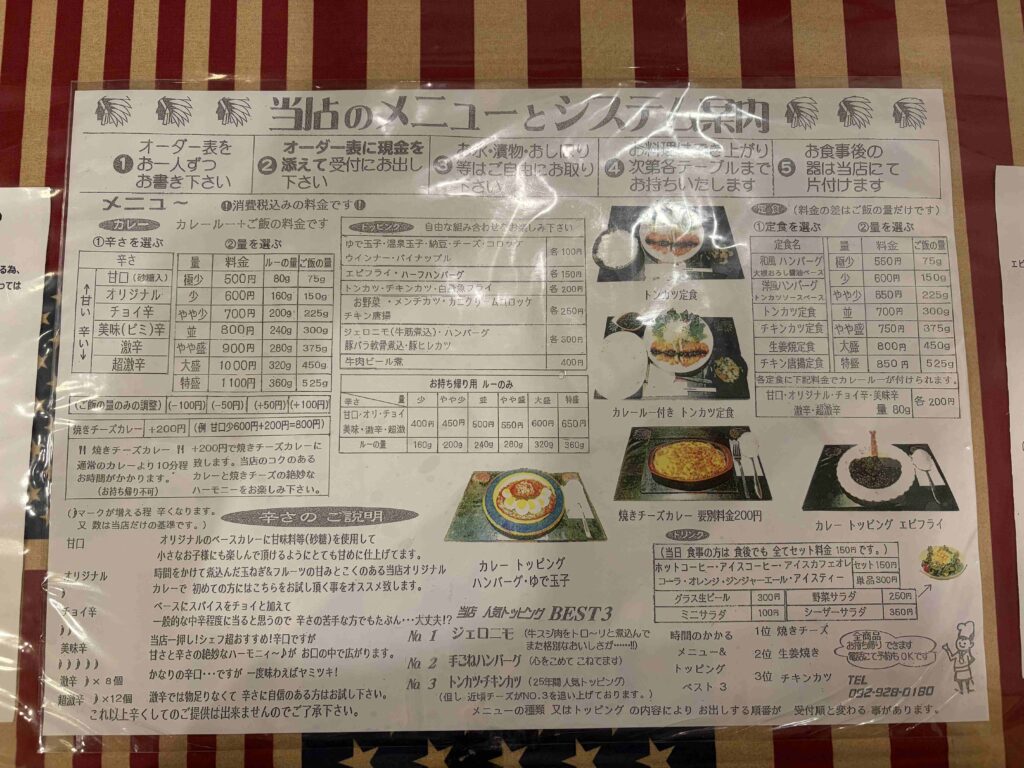 当店のメニューとシステム案内
❶オーダー表を
お一人ずつ
お書き下さい
❷オーダー表に現金を
添えて受付にお出し
下さい
❸お水・漬物・おしぼり
等はご自由にお取り
下さい
❹お料理は
上がり
次第各テーブルまで
お持ちいたします
❺お食事後の
器は当店にて
片付けます
メニュ～ ❗消費税込みの料金です❗
カレー カレールー+ご飯の料金です
①辛さを選ぶ ②量を選ぶ
辛さ 量 料金 ルーの量 ご飯の量
↑甘い 辛い↓
甘口(砂糖入) 極少 500円 80g 75g
オリジナル 少 600円 160g 150g
チョイ辛 やや少 700円 200g 225g
美味(ビミ)辛 並 800円 240g 300g
激辛 やや盛 900円 280g 375g
超激辛 大盛 1000円 320g 450g
特盛 1100円 360g 525g
(ご飯の量のみの調整) (-100円) (-50円) (+50円) (+100円)
焼きチーズカレー +200円 (例 甘口少600円+200円=800円)
焼きチーズカレー
通常のカレーより10分程
お時間がかかります。
(お持ち帰り不可)
+200円で焼きチーズカレーに
致します。当店のコクのある
カレーと焼きチーズの絶妙な
ハーモニーをお楽しみ下さい。
トッピング 自由な組み合わせでお楽しみ下さい
ゆで玉子・温泉玉子・納豆・チーズ・コロッケ
ウインナー・パイナップル 各100円
エビフライ・ハーフハンバーグ 各150円
トンカツ・チキンカツ・白身魚フライ 各200円
お野菜・メンチカツ・カニクリームコロッケ
チキン唐揚 各250円
ジェロニモ(牛筋煮込)・ハンバーグ
豚バラ軟骨煮込・豚ヒレカツ 各300円
牛肉ビール煮 400円
お持ち帰り用 ルーのみ
辛さ 量 少 やや少 並 やや盛 大盛 特盛
甘口・オリ・チョイ
美味・激辛・超激 400円 450円 500円 550円 600円 650円
ルーの量 160g 200g 240g 280g 320g 360g
トンカツ定食
カレールー付き トンカツ定食
定食 (料金の差はご飯の量だけです)
①定食を選ぶ ②量を選ぶ
定食名 量 料金 ご飯の量
和風ハンバーグ
大根おろし醤油ベース 極少 550円 75g
洋風ハンバーグ
トンカツソースベース 少 600円 150g
やや少 650円 225g
トンカツ定食 並 700円 300g
チキンカツ定食 やや盛 750円 375g
生姜焼定食 大盛 800円 450g
チキン唐揚定食 特盛 850円 525g
各定食に下記料金でカレールーが付けられます。
甘口・オリジナル・チョイ辛・美味辛
激辛・超激辛 量 80g 各200円
焼きチーズカレー 要別料金200円
カレー トッピング エビフライ
カレー トッピング
ハンバーグ・ゆで玉子
マークが増える程 辛くなります。
又 数は当店だけの基準です。
辛さの ご説明
甘口 オリジナルのベースカレーに甘味料等(砂糖)を使用して
小さなお子様にも楽しんで頂けるようにとても甘めに仕上げてます。
オリジナル 時間をかけて煮込んだ玉ねぎ&フルーツの甘みとこくのある当店オリジナル
カレーで 初めての方にはこちらをお試し頂く事をオススメ致します。
チョイ辛 ベースにスパイスをチョイと加えて
一般的な中辛程度に当ると思うので 辛さの苦手な方でもたぶん…大丈夫!?
美味辛 当店一押し!シェフ超おすすめ!辛口ですが
甘さと辛さの絶妙なハーモニィ～が お口の中で広がります。
激辛 ×8個 かなりの辛口…ですが 一度味わえばヤミツキ!
超激辛 ×12個 激辛では物足りなくて 辛さに自信のある方はお試し下さい。
これ以上辛くしてのご提供は出来ませんのでご了承下さい。
当店 人気トッピング BEST3
No.1 ジェロニモ (牛スジ肉をトロ～リと煮込んで
また格別なおいしさが……!!)
No.2 手こねハンバーグ (心をこめて こねてます)
No.3 トンカツ・チキンカツ (25年間人気トッピング)
(但し 近頃チーズがNO.3を追い上げております。)
ドリンク
(当日 食事の方は 食後でも 全てセット料金 150円です。)
ホットコーヒー・アイスコーヒー・アイスカフェオレ セット150円
コーラ・オレンジ・ジンジャーエール・アイスティー 単品300円
グラス生ビール 300円 野菜サラダ 250円
ミニサラダ 100円 シーザーサラダ 350円
時間のかかる
メニュー&
トッピング
ベスト3
1位 焼きチーズ
2位 生姜焼き
3位 チキンカツ
全商品
お持ち帰りできます
電話にて予約もOKです
TEL
092-928-0180
メニューの種類 又はトッピング の内容により お出しする順番が 受付順と変わる 事があります。